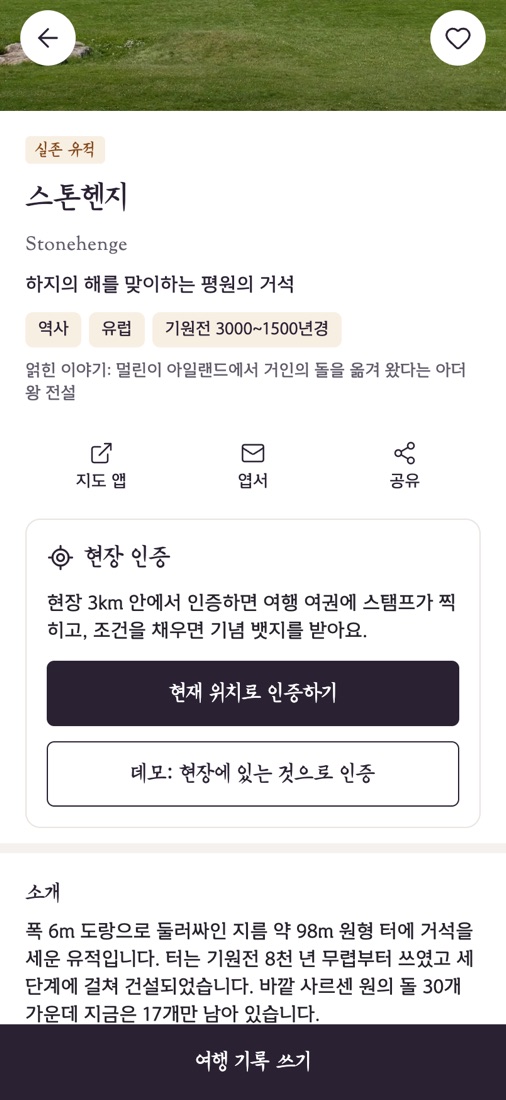 실존 유적
스톤헨지
Stonehenge
하지의 해를 맞이하는 평원의 거석
역사
유럽
기원전 3000~1500년경
얽힌 이야기: 멀린이 아일랜드에서 거인의 돌을 옮겨 왔다는 아더
왕 전설
지도 앱
엽서
공유
현장 인증
현장 3km 안에서 인증하면 여행 여권에 스탬프가 찍
히고, 조건을 채우면 기념 뱃지를 받아요.
현재 위치로 인증하기
데모: 현장에 있는 것으로 인증
소개
폭 6m 도랑으로 둘러싸인 지름 약 98m 원형 터에 거석을
세운 유적입니다. 터는 기원전 8천 년 무렵부터 쓰였고 세
단계에 걸쳐 건설되었습니다. 바깥 사르센 원의 돌 30개
가운데 지금은 17개만 남아 있습니다.
여행 기록 쓰기